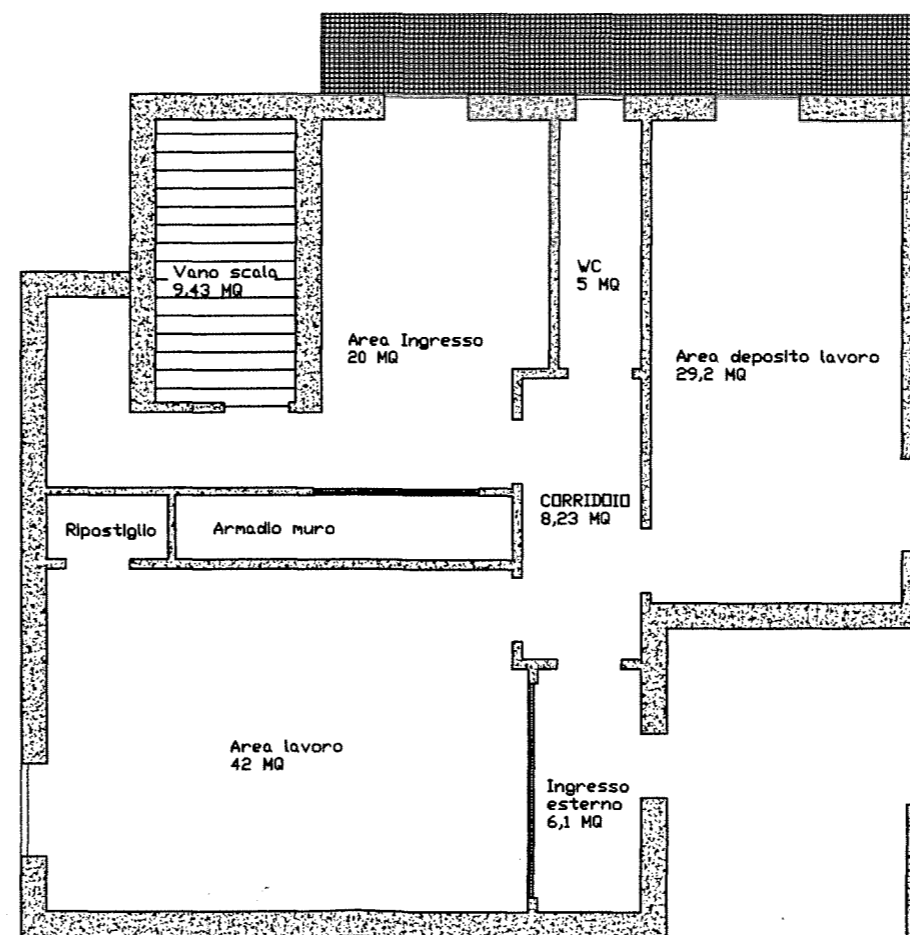 Vano scala
9,43 MQ
WC
5 MQ
Area Ingresso
20 MQ
Area deposito lavoro
29,2 MQ
CORRIDOIO
8,23 MQ
Ripostiglio
Armadio muro
Area lavoro
42 MQ
Ingresso
esterno
6,1 MQ